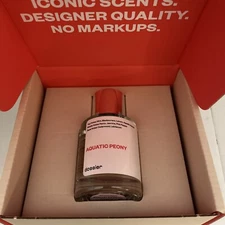 ICONIC SCENTS.
DESIGNER QUALITY.
NO MARKUPS.
AQUATIC PEONY
dossier